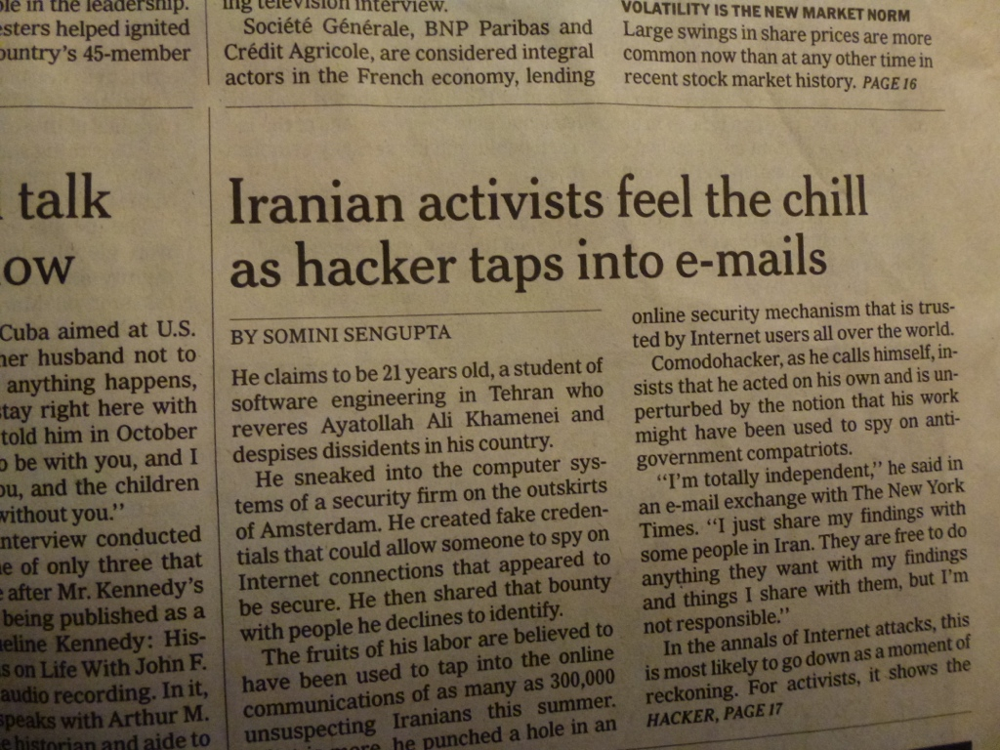 ole in the leadership.
esters helped ignited
ountry's 45-member
ing television interview.
Société Générale, BNP Paribas and
Crédit Agricole, are considered integral
actors in the French economy, lending
VOLATILITY IS THE NEW MARKET NORM
Large swings in share prices are more
common now than at any other time in
recent stock market history. PAGE 16
talk
ow
Cuba aimed at U.S.
her husband not to
anything happens,
stay right here with
told him in October
o be with you, and I
ou, and the children
without you."
nterview conducted
e of only three that
e after Mr. Kennedy's
being published as a
eline Kennedy: His-
s on Life With John F.
audio recording. In it,
speaks with Arthur M.
e historian and aide to
Iranian activists feel the chill
as hacker taps into e-mails
BY SOMINI SENGUPTA
He claims to be 21 years old, a student of
software engineering in Tehran who
reveres Ayatollah Ali Khamenei and
despises dissidents in his country.
He sneaked into the computer sys-
tems of a security firm on the outskirts
of Amsterdam. He created fake creden-
tials that could allow someone to spy on
Internet connections that appeared to
be secure. He then shared that bounty
with people he declines to identify.
The fruits of his labor are believed to
have been used to tap into the online
communications of as many as 300,000
unsuspecting Iranians this summer.
more, he punched a hole in an
online security mechanism that is trus-
ted by Internet users all over the world.
Comodohacker, as he calls himself, in-
sists that he acted on his own and is un-
perturbed by the notion that his work
might have been used to spy on anti-
government compatriots.
"I'm totally independent," he said in
an e-mail exchange with The New York
Times. "I just share my findings with
some people in Iran. They are free to do
anything they want with my findings
and things I share with them, but I'm
not responsible."
In the annals of Internet attacks, this
is most likely to go down as a moment of
reckoning. For activists, it shows the
HACKER, PAGE 17